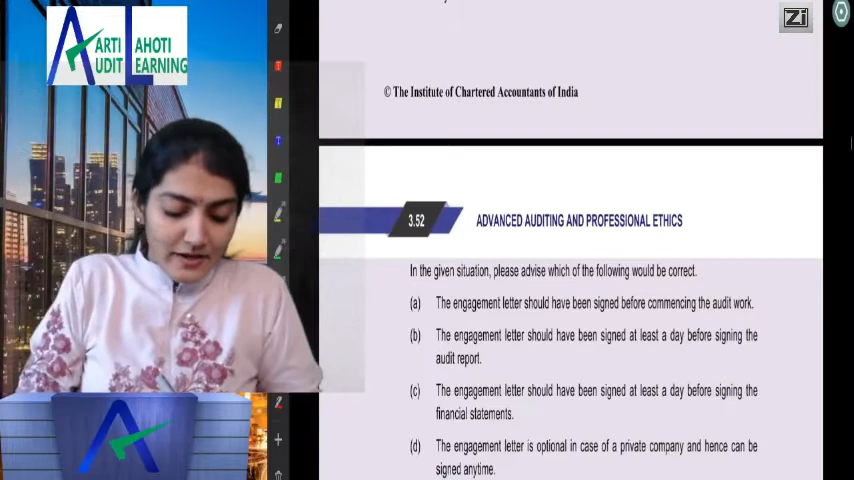 ARTI LAHOTI
AUDIT LEARNING
Zi
© The Institute of Chartered Accountants of India
3.52
ADVANCED AUDITING AND PROFESSIONAL ETHICS
In the given situation, please advise which of the following would be correct.
(a) The engagement letter should have been signed before commencing the audit work.
(b) The engagement letter should have been signed at least a day before signing the
audit report.
(c) The engagement letter should have been signed at least a day before signing the
financial statements.
(d) The engagement letter is optional in case of a private company and hence can be
signed anytime.